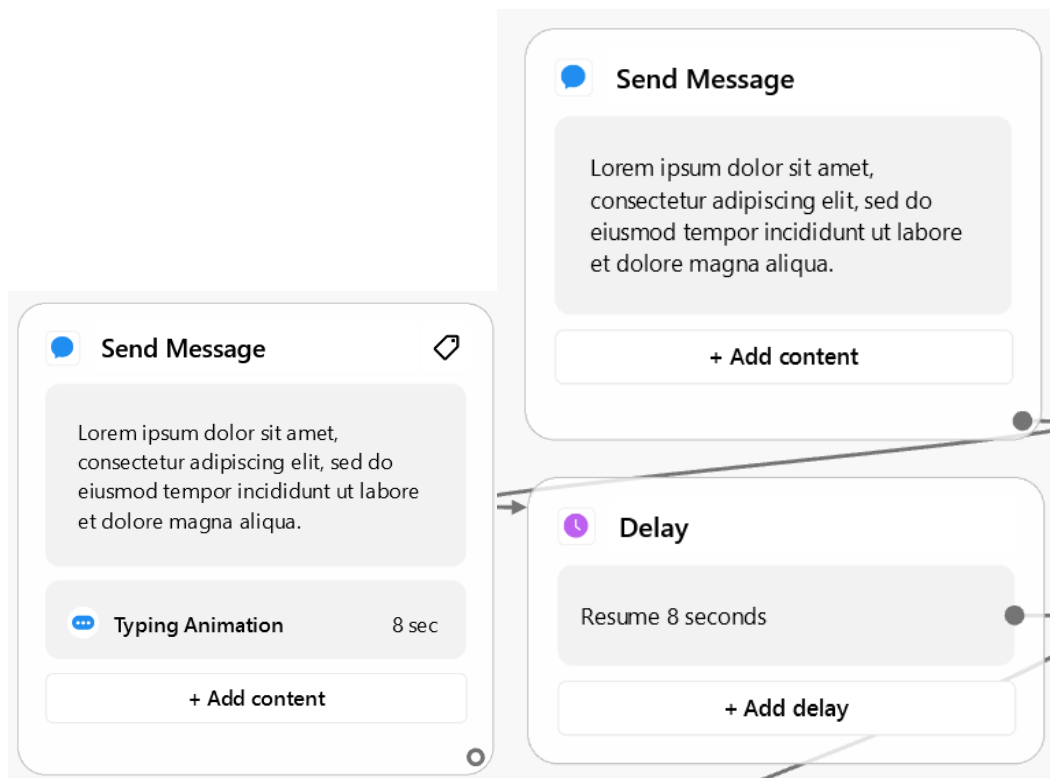 Send Message
Lorem ipsum dolor sit amet,
consectetur adipiscing elit, sed do
eiusmod tempor incididunt ut labore
et dolore magna aliqua.
Typing Animation 8 sec
+ Add content
Send Message
Lorem ipsum dolor sit amet,
consectetur adipiscing elit, sed do
eiusmod tempor incididunt ut labore
et dolore magna aliqua.
+ Add content
Delay
Resume 8 seconds
+ Add delay